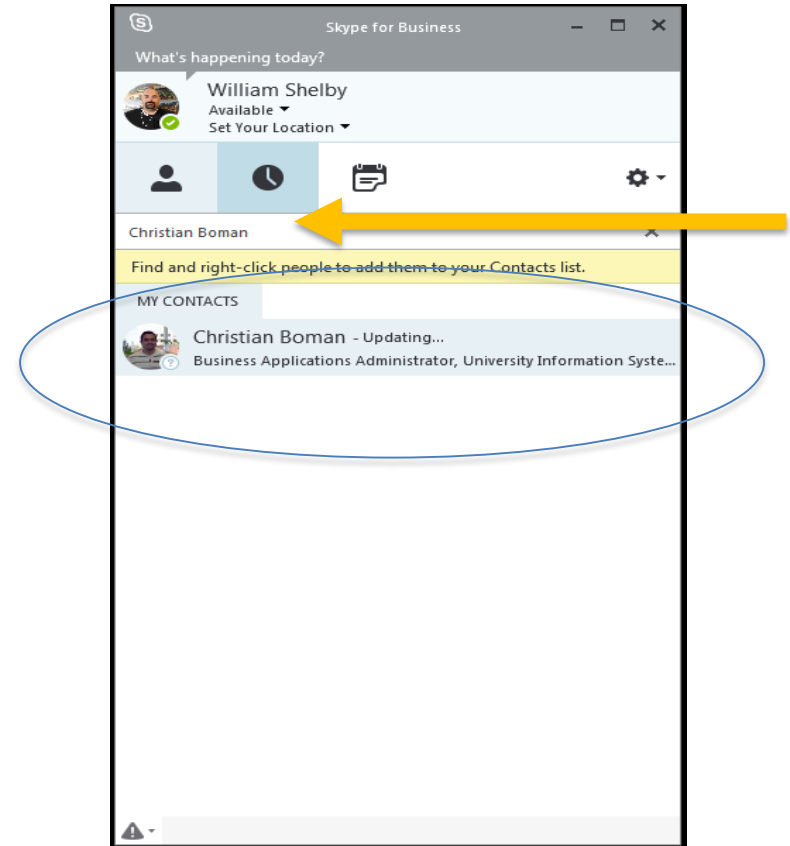 Skype for Business
What's happening today?
William Shelby
Available
Set Your Location
Christian Boman
Find and right-click people to add them to your Contacts list.
MY CONTACTS
Christian Boman - Updating...
Business Applications Administrator, University Information Syste...